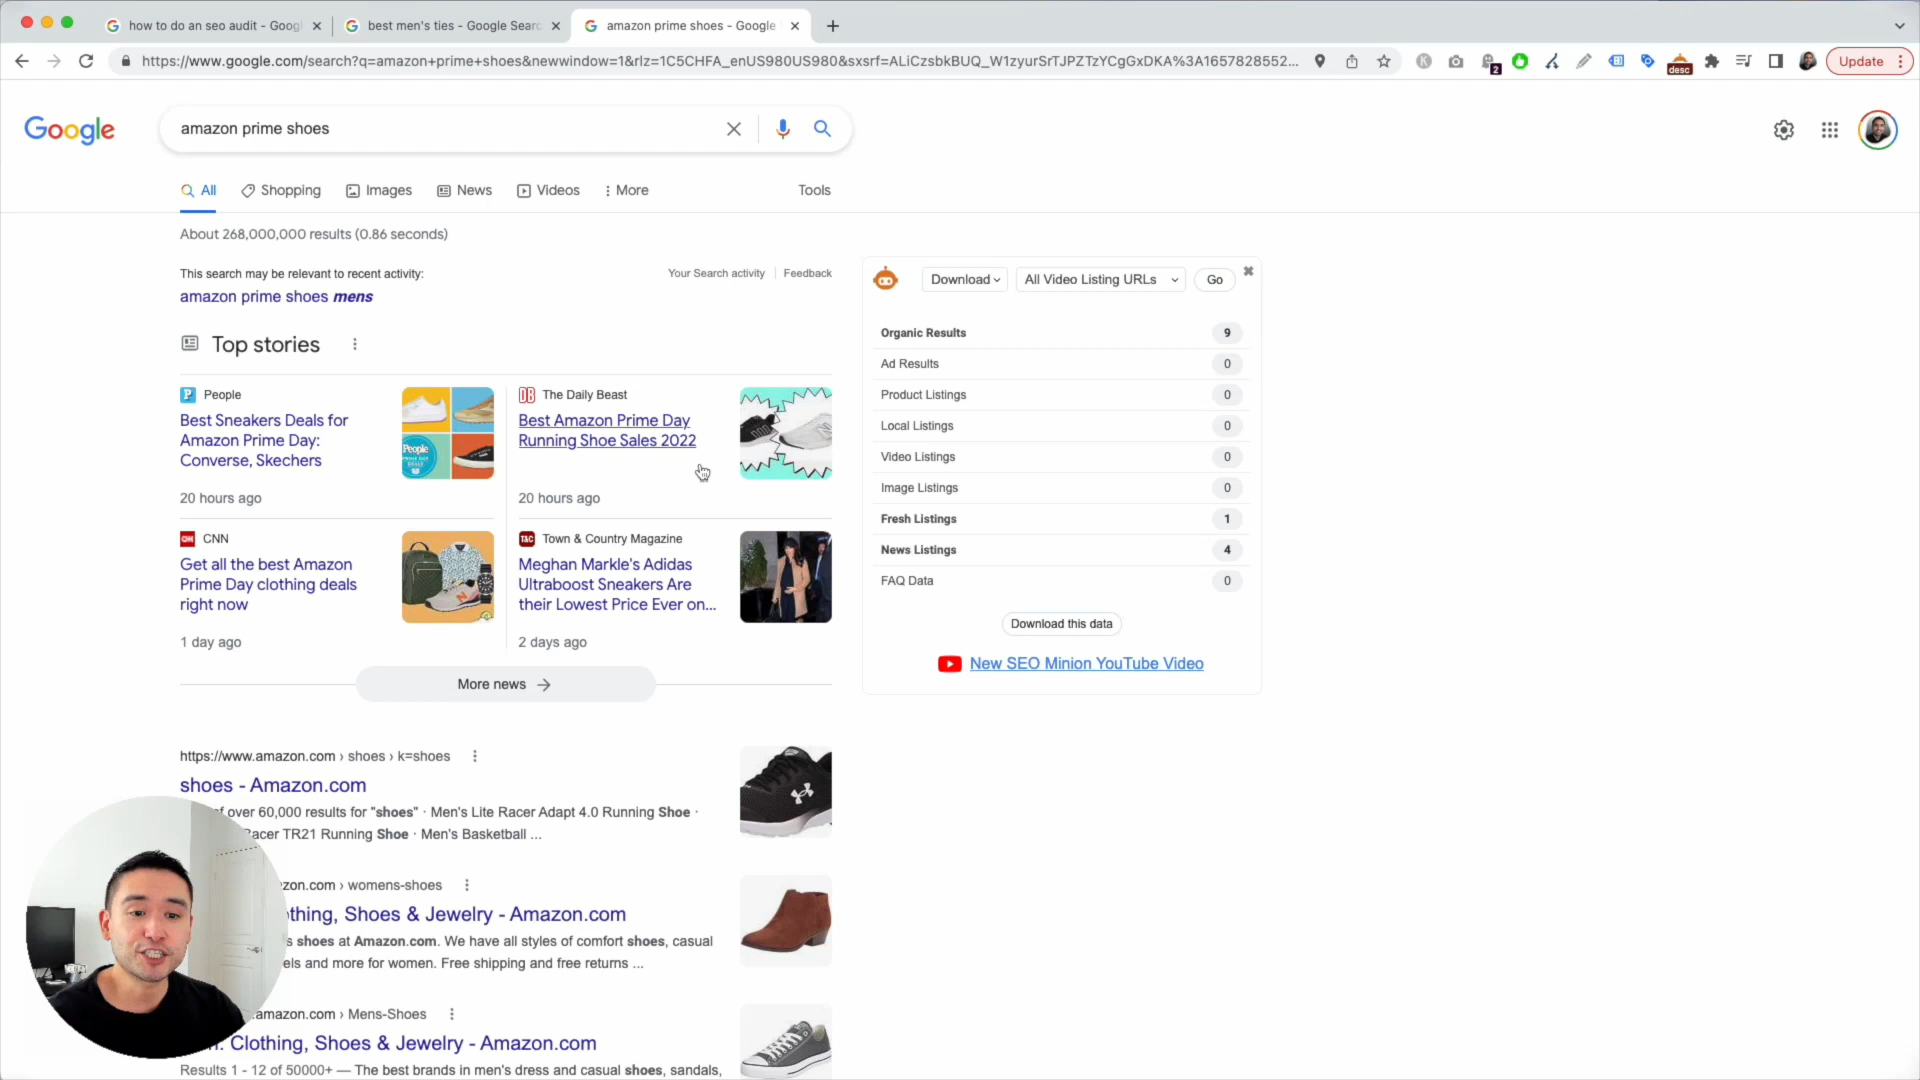 how to do an seo audit - Goog
best men's ties - Google Searc
amazon prime shoes - Google
https://www.google.com/search?q=amazon+prime+shoes&newwindow=1&rlz=1C5CHFA_enUS980US980&sxsrf=ALiCzsbkBUQ_W1zyurSrTJPZTzYCgGxDKA%3A1657828552...
2
desc
Update
Google
amazon prime shoes
All
Shopping
Images
News
Videos
More
Tools
About 268,000,000 results (0.86 seconds)
This search may be relevant to recent activity:
Your Search activity
Feedback
amazon prime shoes mens
Top stories
People
Best Sneakers Deals for
Amazon Prime Day:
Converse, Skechers
20 hours ago
The Daily Beast
Best Amazon Prime Day
Running Shoe Sales 2022
20 hours ago
CNN
Get all the best Amazon
Prime Day clothing deals
right now
1 day ago
Town & Country Magazine
Meghan Markle's Adidas
Ultraboost Sneakers Are
their Lowest Price Ever on...
2 days ago
More news
https://www.amazon.com › shoes › k=shoes
shoes - Amazon.com
of over 60,000 results for "shoes" · Men's Lite Racer Adapt 4.0 Running Shoe ·
Racer TR21 Running Shoe · Men's Basketball ...
zon.com › womens-shoes
thing, Shoes & Jewelry - Amazon.com
s shoes at Amazon.com. We have all styles of comfort shoes, casual
els and more for women. Free shipping and free returns ...
amazon.com › Mens-Shoes
Clothing, Shoes & Jewelry - Amazon.com
Results 1 - 12 of 50000+ — The best brands in men's dress and casual shoes, sandals,
Download
All Video Listing URLs
Go
Organic Results 9
Ad Results 0
Product Listings 0
Local Listings 0
Video Listings 0
Image Listings 0
Fresh Listings 1
News Listings 4
FAQ Data 0
Download this data
New SEO Minion YouTube Video